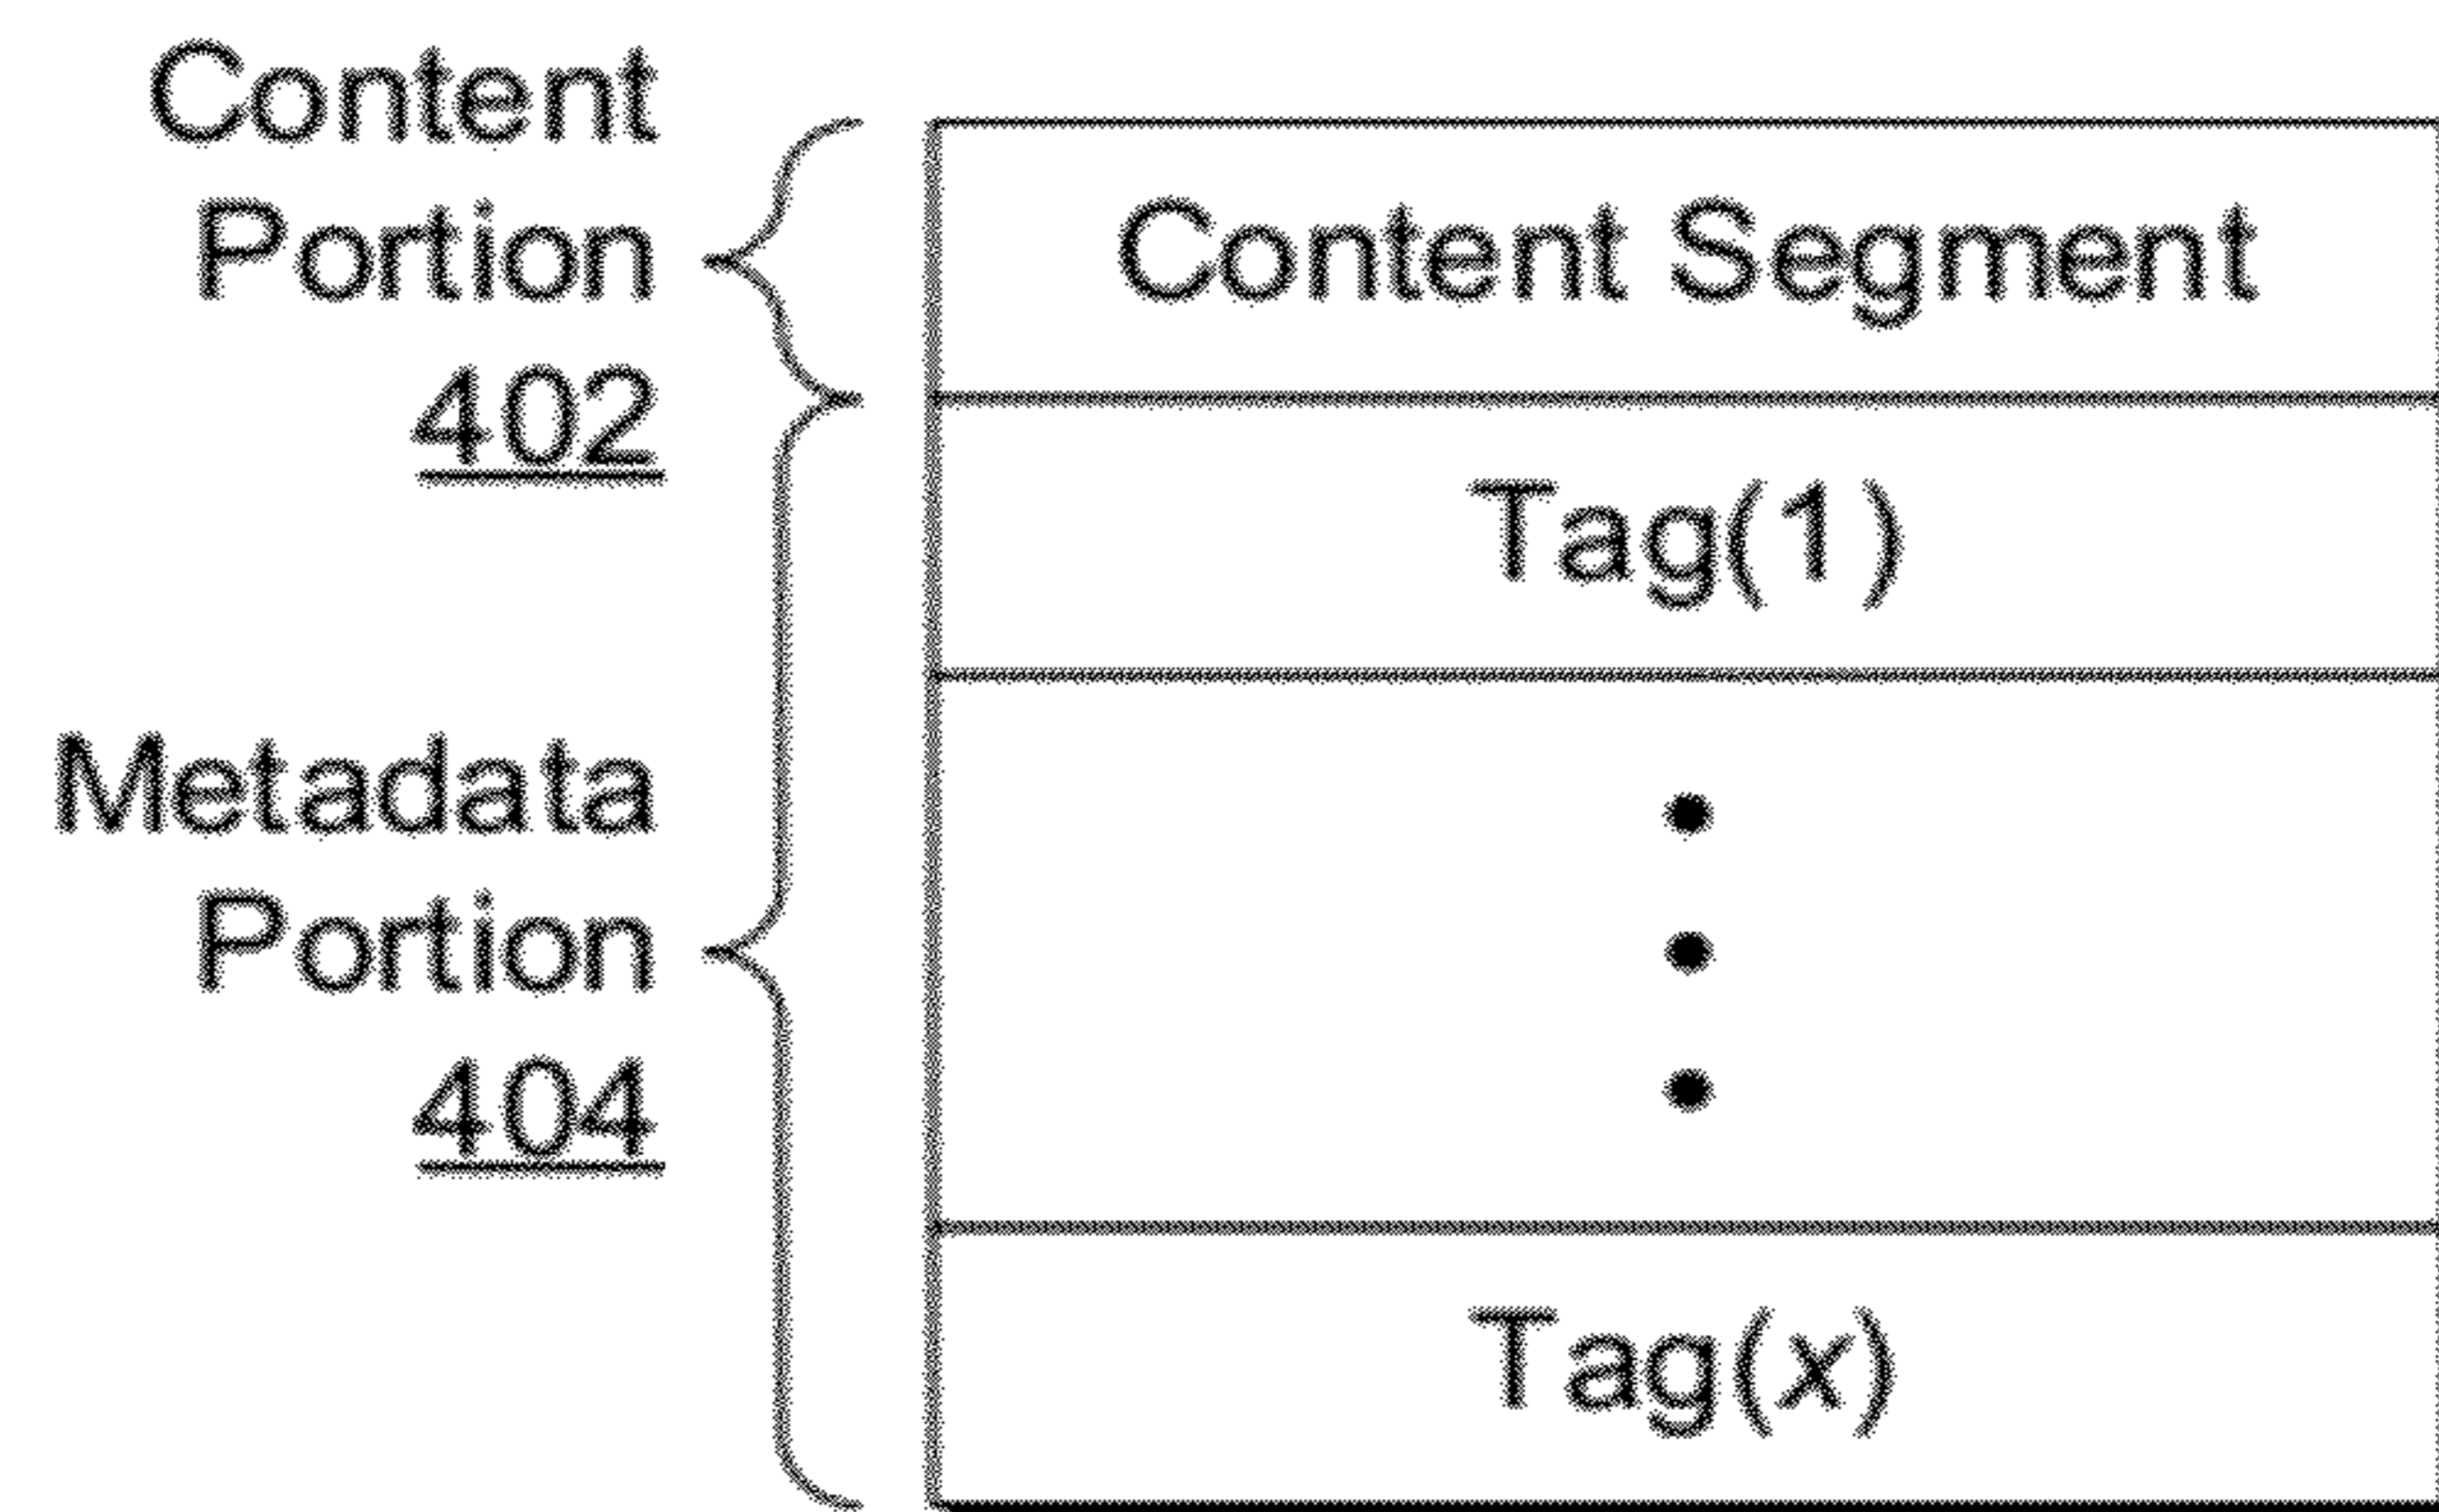 Content
Portion
402
Content Segment
Tag(1)
Metadata
Portion
404
Tag(x)